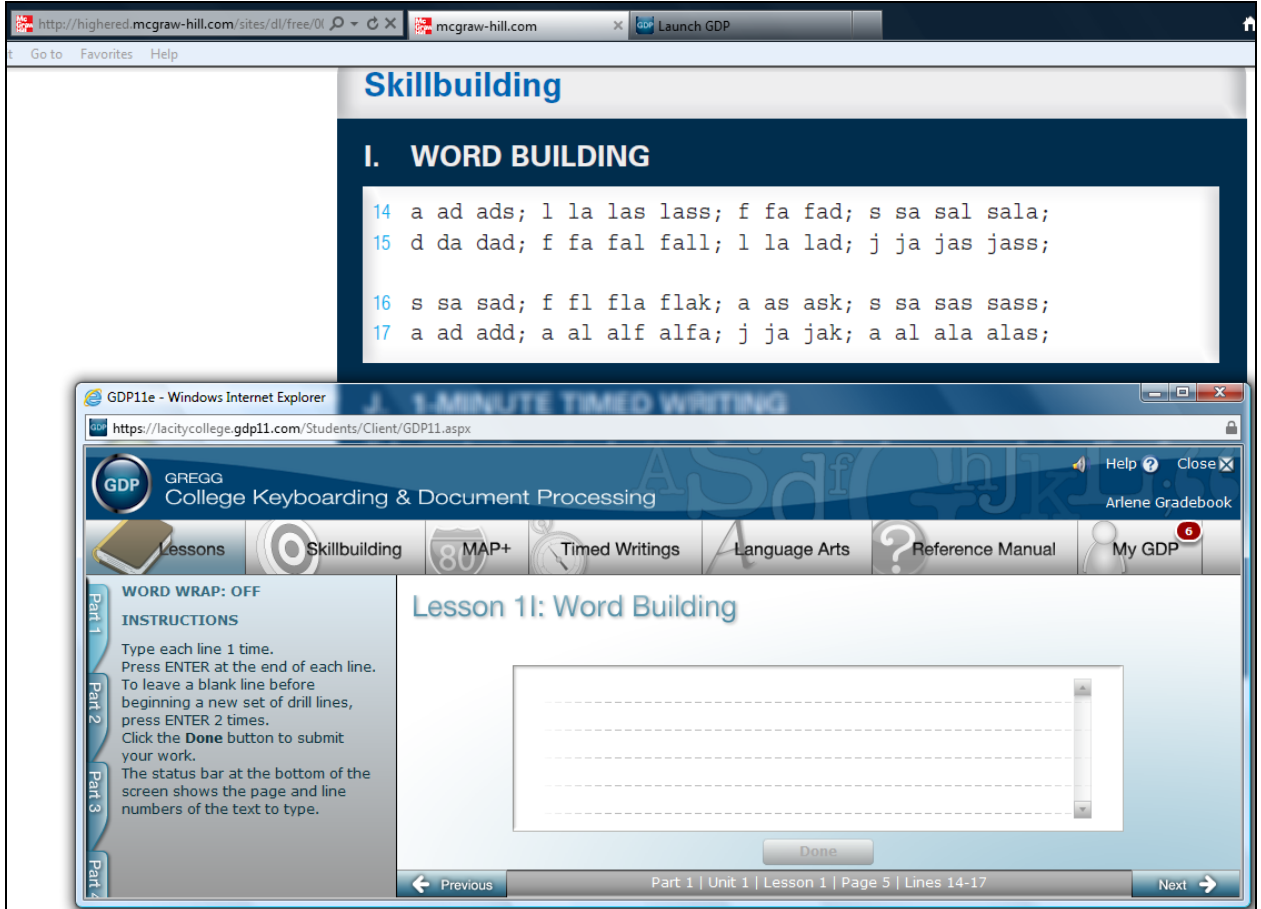 http://highered.mcgraw-hill.com/sites/dl/free/0( mcgraw-hill.com Launch GDP
t Go to Favorites Help
Skillbuilding
I. WORD BUILDING
14 a ad ads; l la las lass; f fa fad; s sa sal sala;
15 d da dad; f fa fal fall; l la lad; j ja jas jass;
16 s sa sad; f fl fla flak; a as ask; s sa sas sass;
17 a ad add; a al alf alfa; j ja jak; a al ala alas;
J. 1-MINUTE TIMED WRITING
GDP11e - Windows Internet Explorer
https://lacitycollege.gdp11.com/Students/Client/GDP11.aspx
GDP
GREGG
College Keyboarding & Document Processing
Help ? Close
Arlene Gradebook
Lessons Skillbuilding MAP+ Timed Writings Language Arts Reference Manual My GDP 6
Part 1
Part 2
Part 3
Part 4
WORD WRAP: OFF
INSTRUCTIONS
Type each line 1 time.
Press ENTER at the end of each line.
To leave a blank line before
beginning a new set of drill lines,
press ENTER 2 times.
Click the Done button to submit
your work.
The status bar at the bottom of the
screen shows the page and line
numbers of the text to type.
Lesson 1I: Word Building
Done
Previous
Part 1 | Unit 1 | Lesson 1 | Page 5 | Lines 14-17
Next